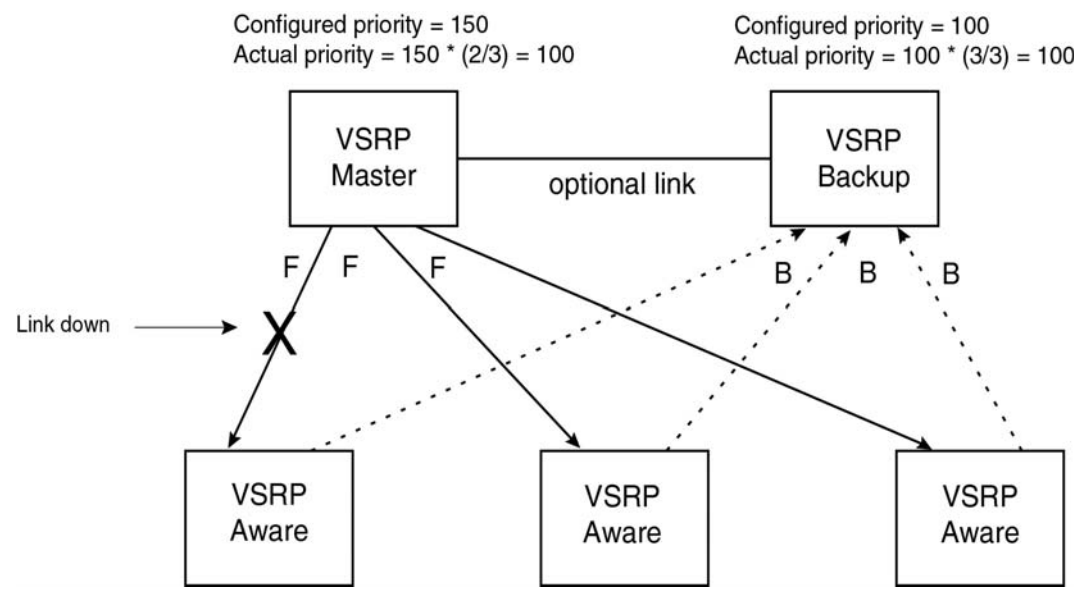 Configured priority = 150
Actual priority = 150 * (2/3) = 100
Configured priority = 100
Actual priority = 100 * (3/3) = 100
VSRP
Master
optional link
VSRP
Backup
F
F
F
B
B
B
Link down
X
VSRP
Aware
VSRP
Aware
VSRP
Aware